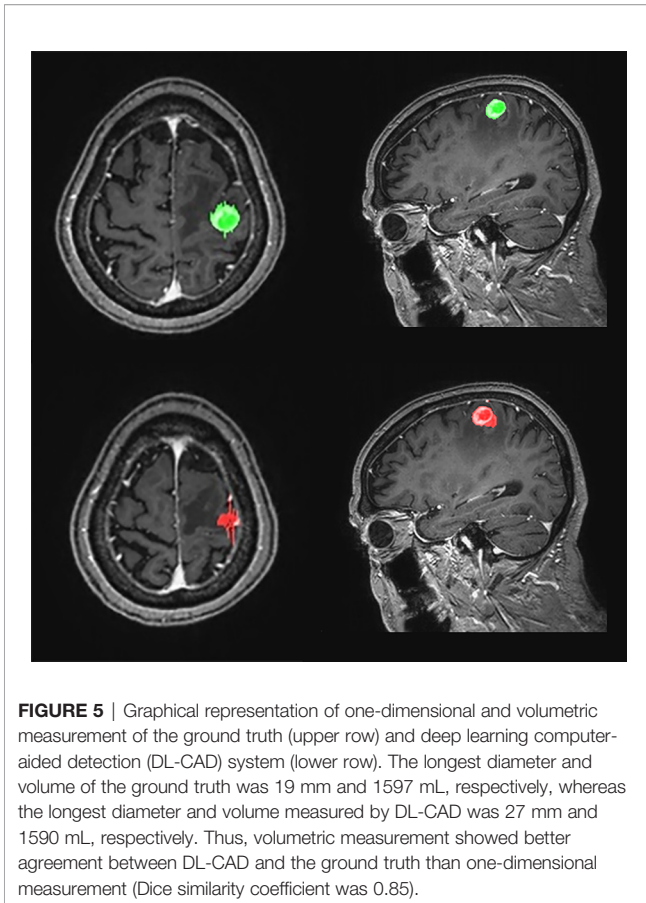 FIGURE 5 | Graphical representation of one-dimensional and volumetric
measurement of the ground truth (upper row) and deep learning computer-
aided detection (DL-CAD) system (lower row). The longest diameter and
volume of the ground truth was 19 mm and 1597 mL, respectively, whereas
the longest diameter and volume measured by DL-CAD was 27 mm and
1590 mL, respectively. Thus, volumetric measurement showed better
agreement between DL-CAD and the ground truth than one-dimensional
measurement (Dice similarity coefficient was 0.85).